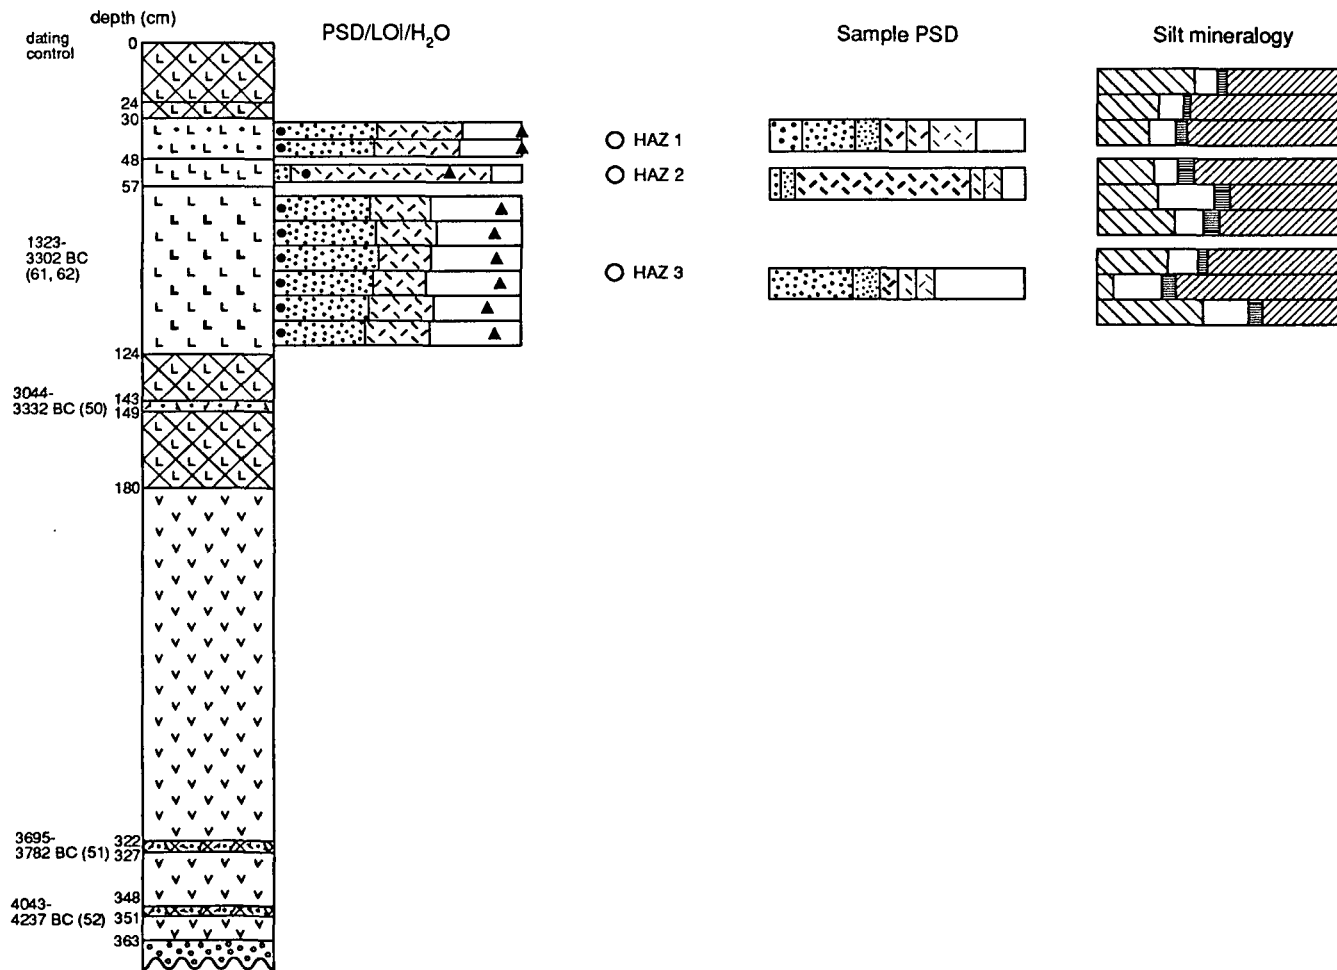 depth (cm)
dating
control
PSD/LOI/H₂O
Sample PSD
Silt mineralogy
0
24
30
48
57
124
143
149
180
322
327
348
351
363
1323-
3302 BC
(61, 62)
3044-
3332 BC (50)
3695-
3782 BC (51)
4043-
4237 BC (52)
HAZ 1
HAZ 2
HAZ 3